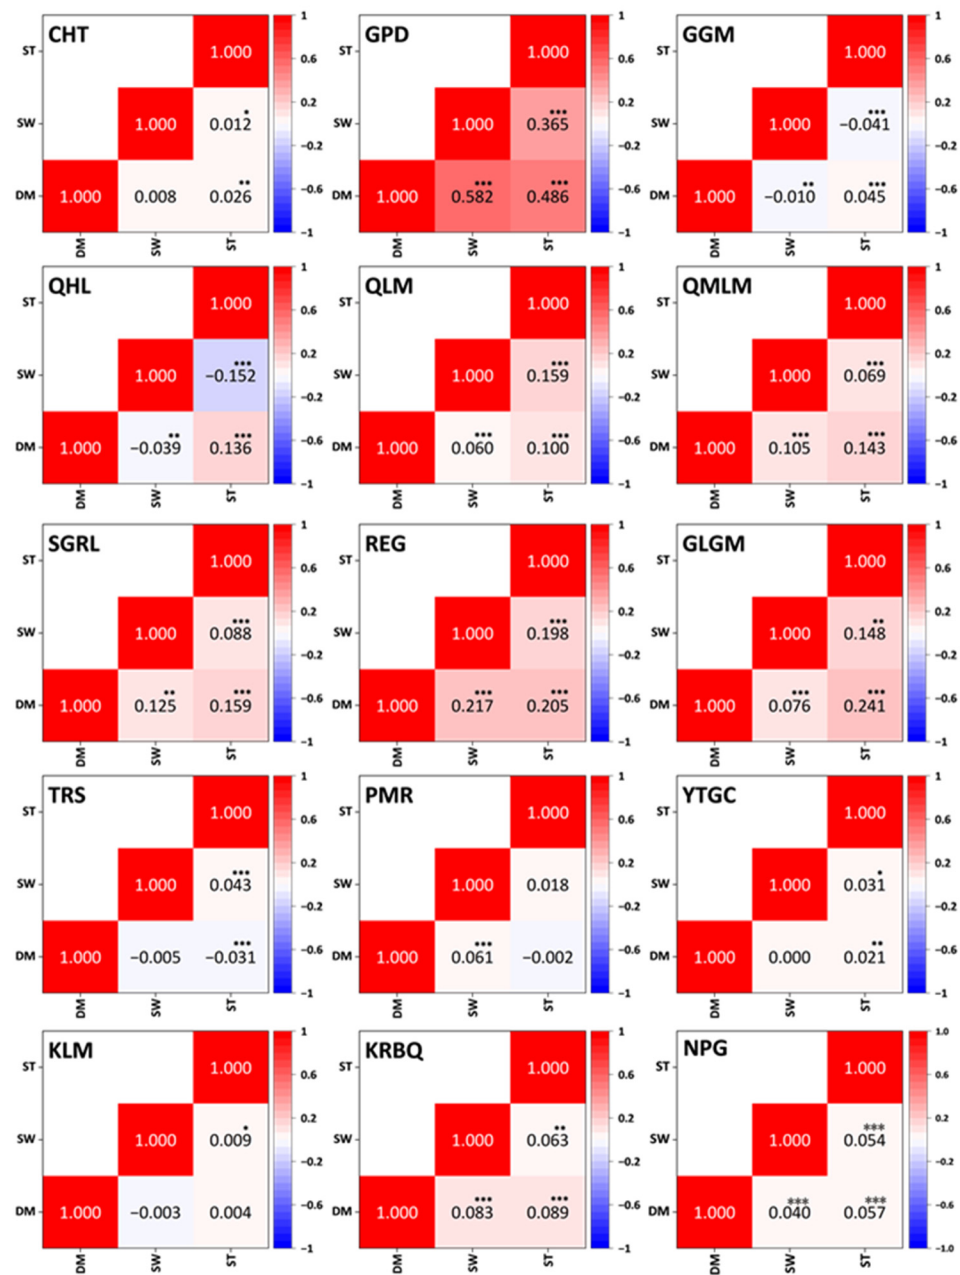 CHT
ST
1.000
SW
1.000
•
0.012
DM
1.000
0.008
••
0.026
DM
SW
ST
1
0.6
0.2
−0.2
−0.6
−1
GPD
ST
1.000
SW
1.000
•••
0.365
DM
1.000
•••
0.582
•••
0.486
DM
SW
ST
1
0.6
0.2
−0.2
−0.6
−1
GGM
ST
1.000
SW
1.000
•••
−0.041
DM
1.000
••
−0.010
•••
0.045
DM
SW
ST
1
0.6
0.2
−0.2
−0.6
−1
QHL
ST
1.000
SW
1.000
•••
−0.152
DM
1.000
••
−0.039
•••
0.136
DM
SW
ST
1
0.6
0.2
−0.2
−0.6
−1
QLM
ST
1.000
SW
1.000
•••
0.159
DM
1.000
•••
0.060
•••
0.100
DM
SW
ST
1
0.6
0.2
−0.2
−0.6
−1
QMLM
ST
1.000
SW
1.000
•••
0.069
DM
1.000
•••
0.105
•••
0.143
DM
SW
ST
1
0.6
0.2
−0.2
−0.6
−1
SGRL
ST
1.000
SW
1.000
•••
0.088
DM
1.000
••
0.125
•••
0.159
DM
SW
ST
1
0.6
0.2
−0.2
−0.6
−1
REG
ST
1.000
SW
1.000
•••
0.198
DM
1.000
•••
0.217
•••
0.205
DM
SW
ST
1
0.6
0.2
−0.2
−0.6
−1
GLGM
ST
1.000
SW
1.000
••
0.148
DM
1.000
•••
0.076
•••
0.241
DM
SW
ST
1
0.6
0.2
−0.2
−0.6
−1
TRS
ST
1.000
SW
1.000
•••
0.043
DM
1.000
−0.005
•••
−0.031
DM
SW
ST
1
0.6
0.2
−0.2
−0.6
−1
PMR
ST
1.000
SW
1.000
0.018
DM
1.000
•••
0.061
−0.002
DM
SW
ST
1
0.6
0.2
−0.2
−0.6
−1
YTGC
ST
1.000
SW
1.000
•
0.031
DM
1.000
0.000
••
0.021
DM
SW
ST
1
0.6
0.2
−0.2
−0.6
−1
KLM
ST
1.000
SW
1.000
•
0.009
DM
1.000
−0.003
0.004
DM
SW
ST
1
0.6
0.2
−0.2
−0.6
−1
KRBQ
ST
1.000
SW
1.000
••
0.063
DM
1.000
•••
0.083
•••
0.089
DM
SW
ST
1
0.6
0.2
−0.2
−0.6
−1
NPG
ST
1.000
SW
1.000
***
0.054
DM
1.000
***
0.040
***
0.057
DM
SW
ST
1.0
0.6
0.2
−0.2
−0.6
−1.0